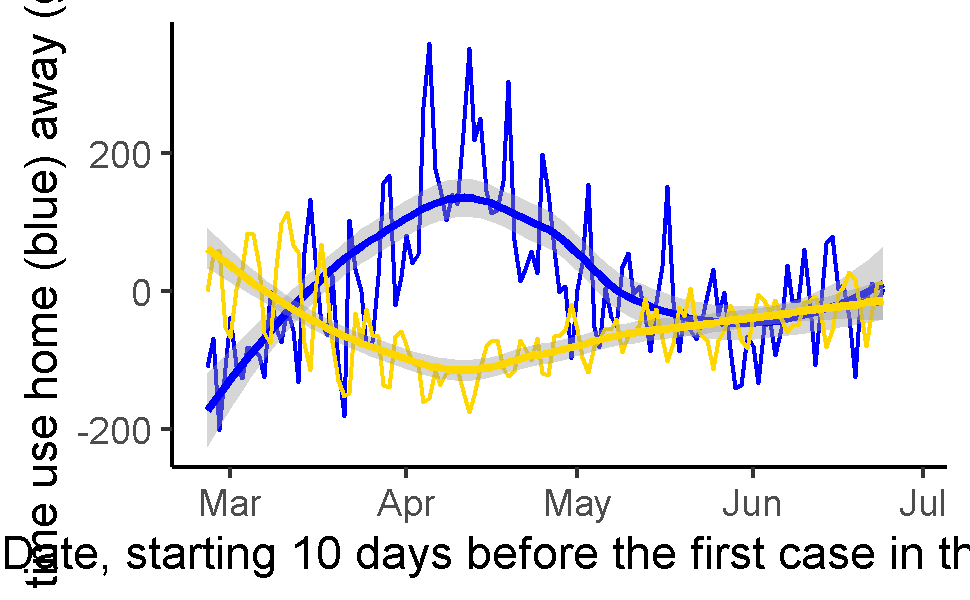 time use home (blue) away (
200
0
-200
Mar Apr May Jun Jul
Date, starting 10 days before the first case in th